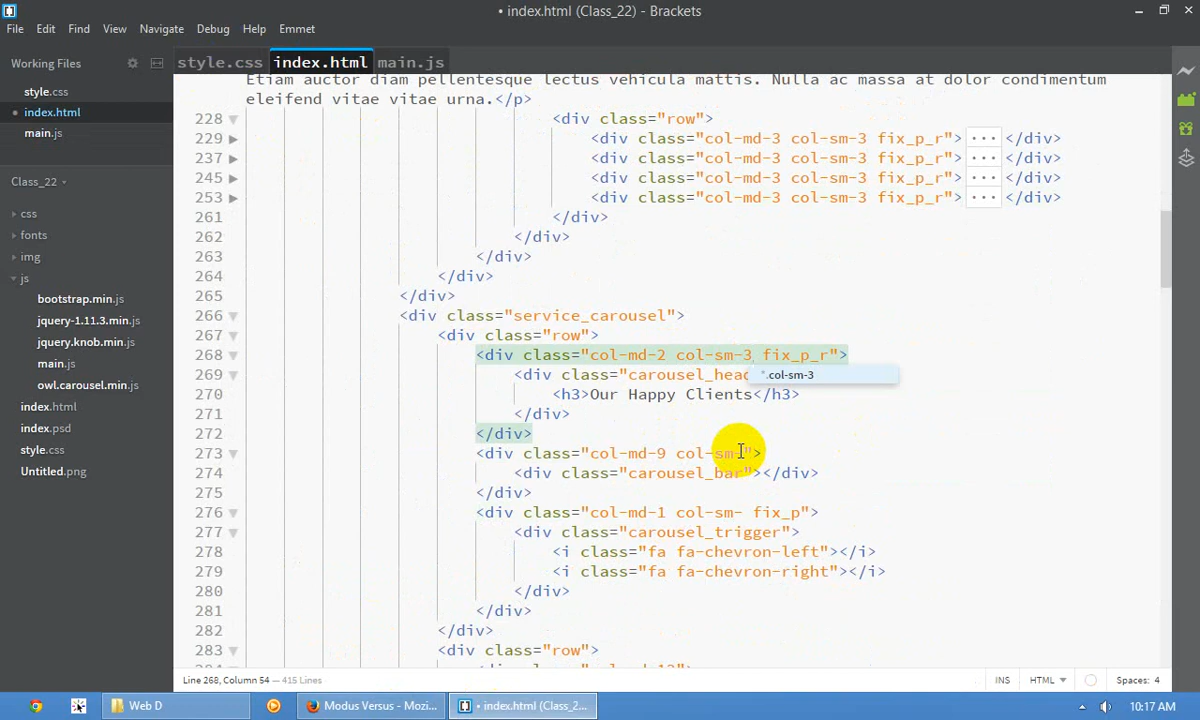 • index.html (Class_22) - Brackets
File Edit Find View Navigate Debug Help Emmet
Working Files
style.css
index.html
main.js
Class_22
css
fonts
img
js
bootstrap.min.js
jquery-1.11.3.min.js
jquery.knob.min.js
main.js
owl.carousel.min.js
index.html
index.psd
style.css
Untitled.png
style.css index.html main.js
Etiam auctor diam pellentesque lectus vehicula mattis. Nulla ac massa at dolor condimentum
eleifend vitae vitae urna.</p>
228 <div class="row">
229 <div class="col-md-3 col-sm-3 fix_p_r"> ... </div>
237 <div class="col-md-3 col-sm-3 fix_p_r"> ... </div>
245 <div class="col-md-3 col-sm-3 fix_p_r"> ... </div>
253 <div class="col-md-3 col-sm-3 fix_p_r"> ... </div>
261 </div>
262 </div>
263 </div>
264 </div>
265 </div>
266 <div class="service_carousel">
267 <div class="row">
268 <div class="col-md-2 col-sm-3 fix_p_r">
269 <div class="carousel_head
*.col-sm-3
270 <h3>Our Happy Clients</h3>
271 </div>
272 </div>
273 <div class="col-md-9 col-sm-">
274 <div class="carousel_bar"></div>
275 </div>
276 <div class="col-md-1 col-sm- fix_p">
277 <div class="carousel_trigger">
278 <i class="fa fa-chevron-left"></i>
279 <i class="fa fa-chevron-right"></i>
280 </div>
281 </div>
282 </div>
283 <div class="row">
Line 268, Column 54 — 415 Lines
INS HTML Spaces: 4
Web D
Modus Versus - Mozi...
• index.html (Class_2...
10:17 AM